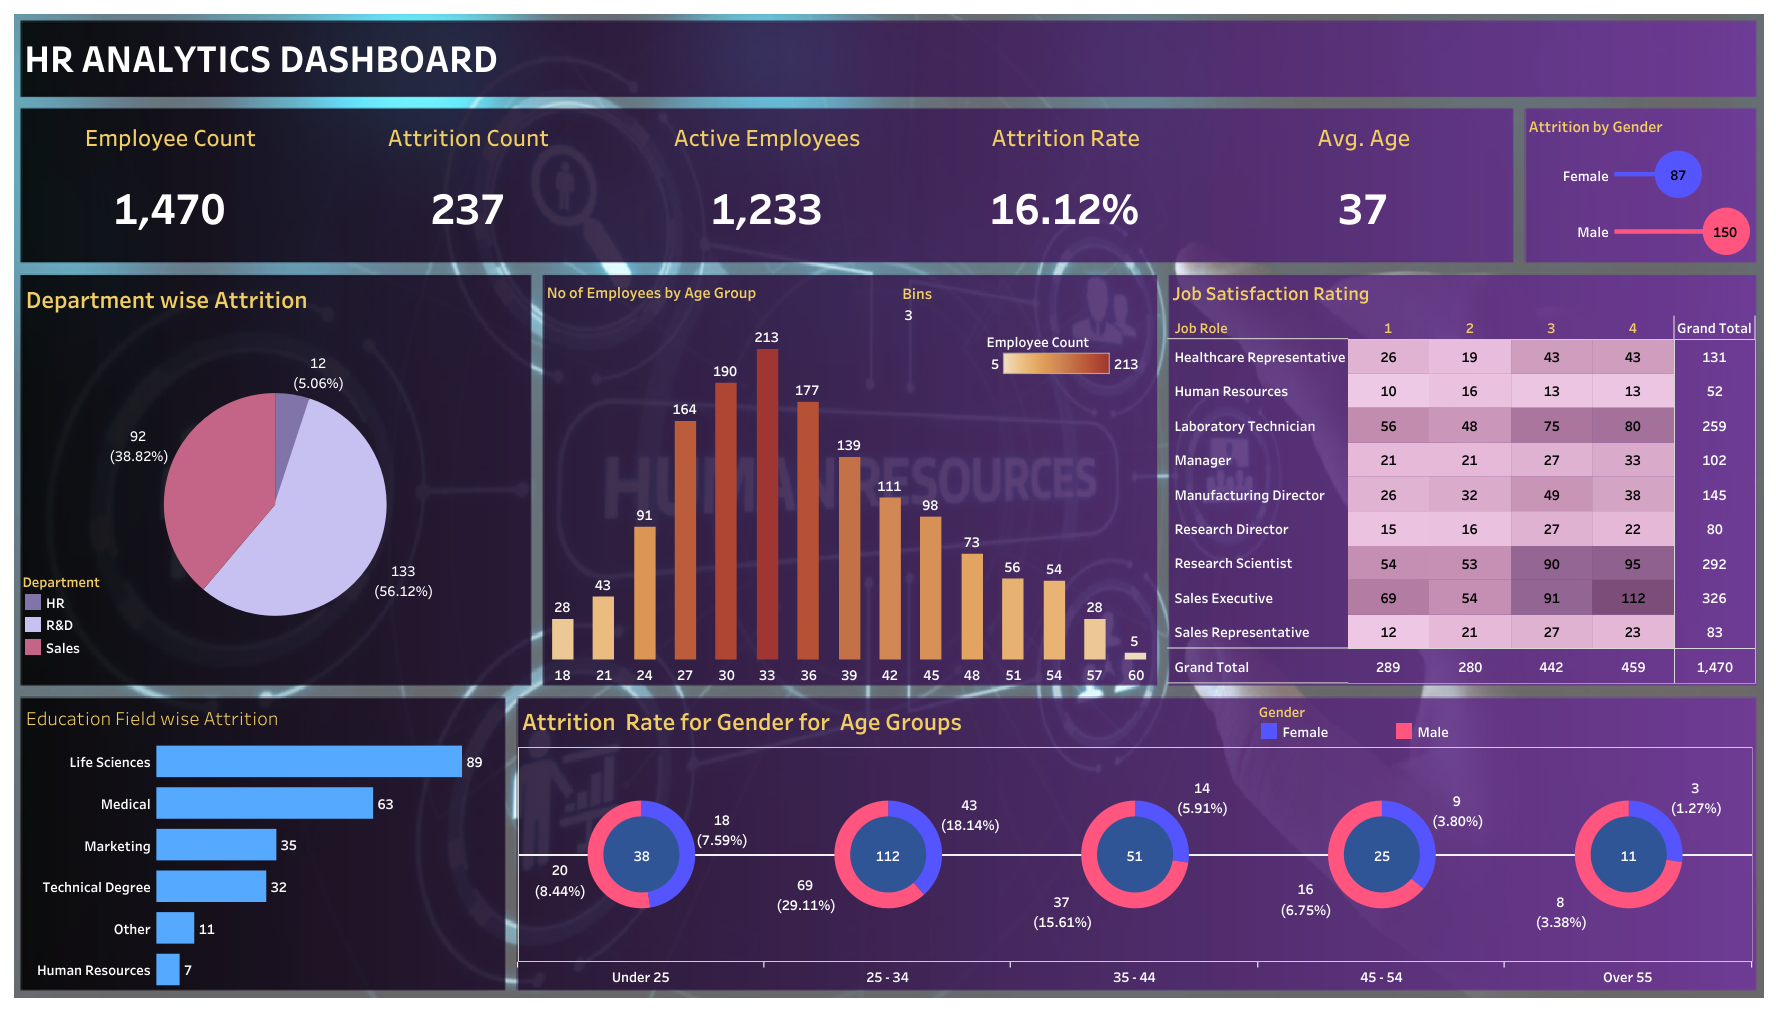 HR ANALYTICS DASHBOARD
Employee Count
Attrition Count
Active Employees
Attrition Rate
Avg. Age
1,470
237
1,233
16.12%
37
Attrition by Gender
Female 87
Male 150
Department wise Attrition
12
(5.06%)
92
(38.82%)
133
(56.12%)
Department
HR
R&D
Sales
No of Employees by Age Group
Bins
3
Employee Count
5 213
28 43 91 164 190 213 177 139 111 98 73 56 54 28 5
18 21 24 27 30 33 36 39 42 45 48 51 54 57 60
HUMAN RESOURCES
Job Satisfaction Rating
Job Role 1 2 3 4 Grand Total
Healthcare Representative 26 19 43 43 131
Human Resources 10 16 13 13 52
Laboratory Technician 56 48 75 80 259
Manager 21 21 27 33 102
Manufacturing Director 26 32 49 38 145
Research Director 15 16 27 22 80
Research Scientist 54 53 90 95 292
Sales Executive 69 54 91 112 326
Sales Representative 12 21 27 23 83
Grand Total 289 280 442 459 1,470
Education Field wise Attrition
Life Sciences 89
Medical 63
Marketing 35
Technical Degree 32
Other 11
Human Resources 7
Attrition  Rate for Gender for  Age Groups
Gender
Female
Male
18
(7.59%)
38
20
(8.44%)
43
(18.14%)
112
69
(29.11%)
14
(5.91%)
51
37
(15.61%)
9
(3.80%)
25
16
(6.75%)
3
(1.27%)
11
8
(3.38%)
Under 25
25 - 34
35 - 44
45 - 54
Over 55